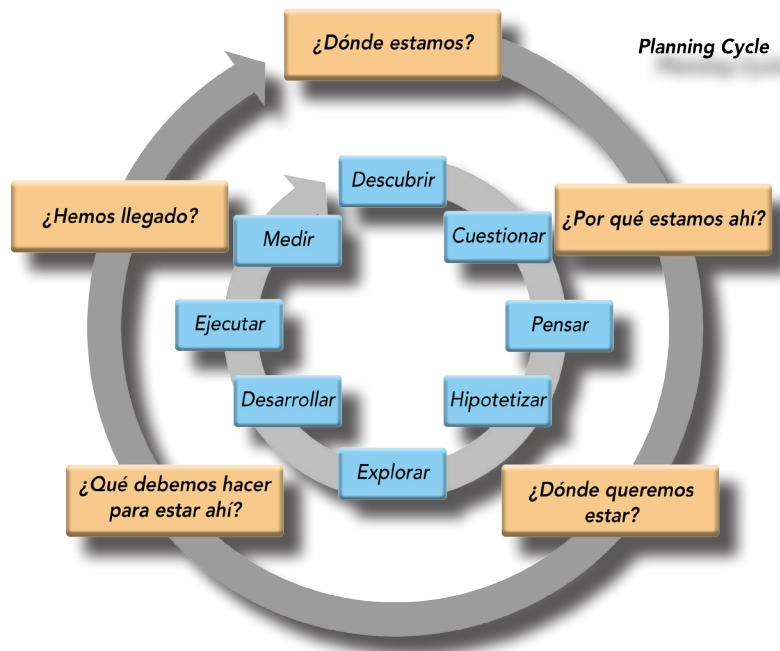 ¿Dónde estamos?
Planning Cycle
Descubrir
¿Hemos llegado?
¿Por qué estamos ahí?
Medir
Cuestionar
Ejecutar
Pensar
Desarrollar
Hipotetizar
Explorar
¿Qué debemos hacer
para estar ahí?
¿Dónde queremos
estar?